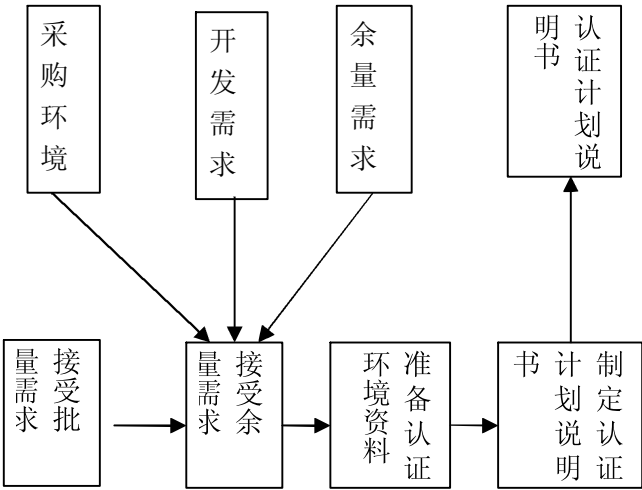 采购环境
开发需求
余量需求
认证计划说
明书
接受批
量需求
接受余
量需求
准备认证
环境资料
制定认证
计划说明
书